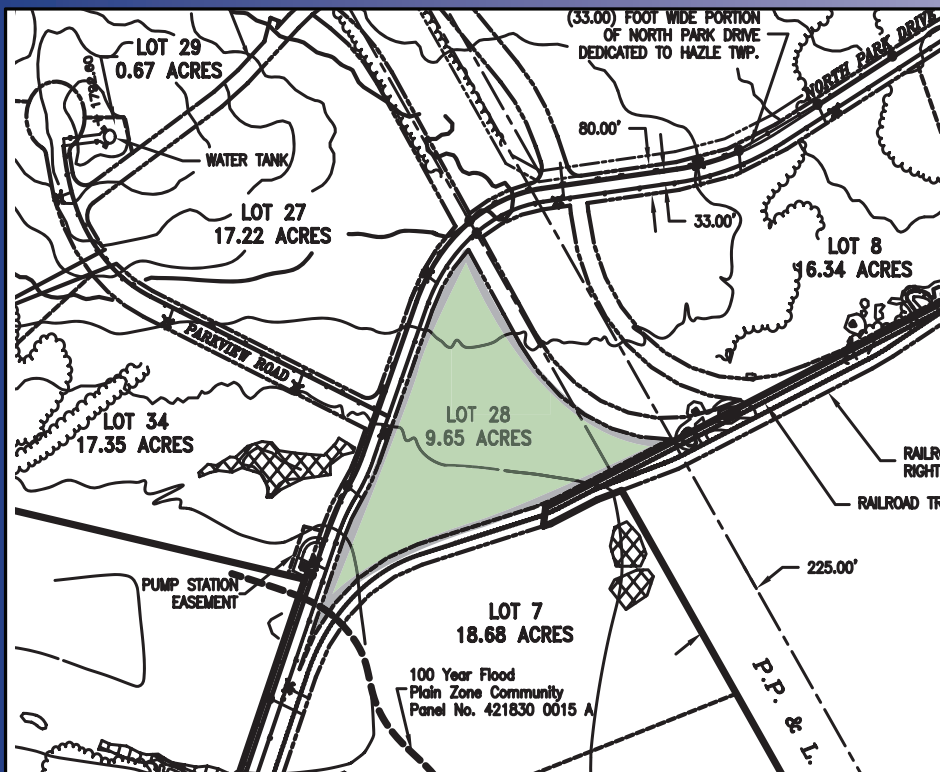 (33.00) FOOT WIDE PORTION
OF NORTH PARK DRIVE
DEDICATED TO HAZLE TWP.
NORTH PARK DRIVE
LOT 29
0.67 ACRES
80.00'
WATER TANK
LOT 27
17.22 ACRES
33.00'
LOT 8
16.34 ACRES
PARKVIEW ROAD
LOT 28
9.65 ACRES
LOT 34
17.35 ACRES
RAILRO
RIGHT
RAILROAD TR
225.00'
PUMP STATION
EASEMENT
LOT 7
18.68 ACRES
100 Year Flood
Plain Zone Community
Panel No. 421830 0015 A
P.P. & L.